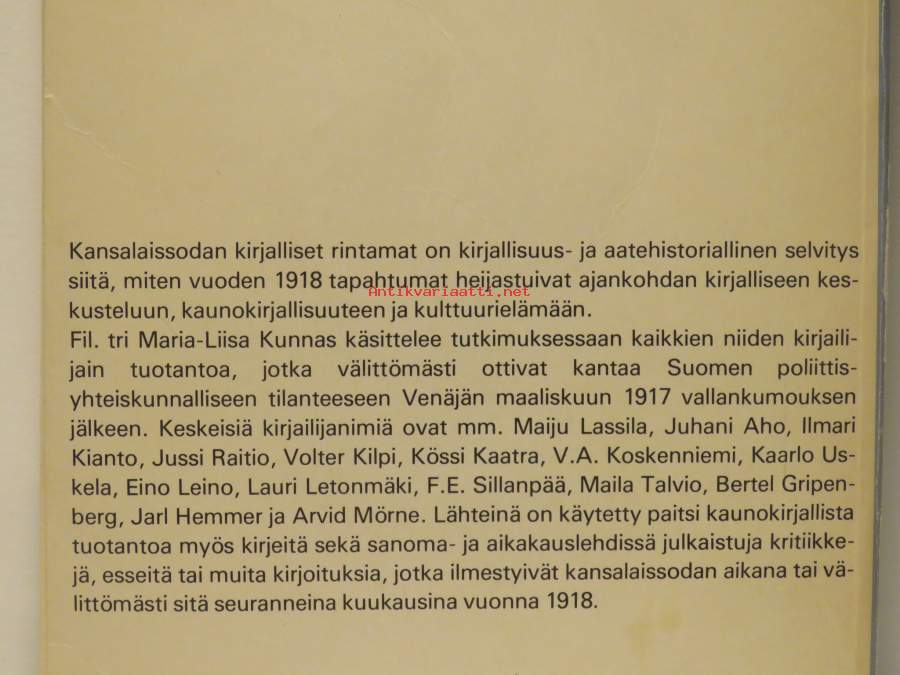 Kansalaissodan kirjalliset rintamat on kirjallisuus- ja aatehistoriallinen selvitys
siitä, miten vuoden 1918 tapahtumat heijastuivat ajankohdan kirjalliseen kes-
Antikvariaatti.net
kusteluun, kaunokirjallisuuteen ja kulttuurielämään.
Fil. tri Maria-Liisa Kunnas käsittelee tutkimuksessaan kaikkien niiden kirjaili-
jain tuotantoa, jotka välittömästi ottivat kantaa Suomen poliittis-
yhteiskunnalliseen tilanteeseen Venäjän maaliskuun 1917 vallankumouksen
jälkeen. Keskeisiä kirjailijanimiä ovat mm. Maiju Lassila, Juhani Aho, Ilmari
Kianto, Jussi Raitio, Volter Kilpi, Kössi Kaatra, V.A. Koskenniemi, Kaarlo Us-
kela, Eino Leino, Lauri Letonmäki, F.E. Sillanpää, Maila Talvio, Bertel Gripen-
berg, Jarl Hemmer ja Arvid Mörne. Lähteinä on käytetty paitsi kaunokirjallista
tuotantoa myös kirjeitä sekä sanoma- ja aikakauslehdissä julkaistuja kritiikke-
jä, esseitä tai muita kirjoituksia, jotka ilmestyivät kansalaissodan aikana tai vä-
littömästi sitä seuranneina kuukausina vuonna 1918.